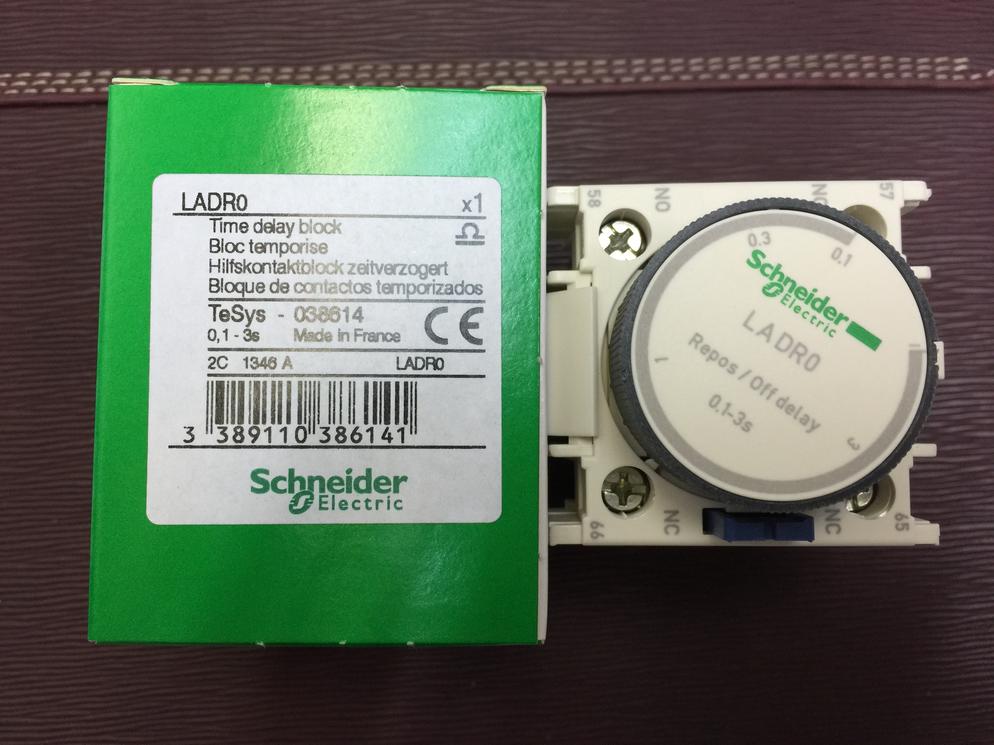 LADR0 x1
Time delay block
Bloc temporise
Hilfskontaktblock zeitverzogert
Bloque de contactos temporizados
TeSys - 038614
0,1 - 3s Made in France CE
2C 1346 A LADR0
3 389110 386141
Schneider
Electric
58 NO NO 57
0.3 0.1
Schneider
Electric
LADR0
Repos / Off delay
0.1-3s
1 3
66 NC NC 65